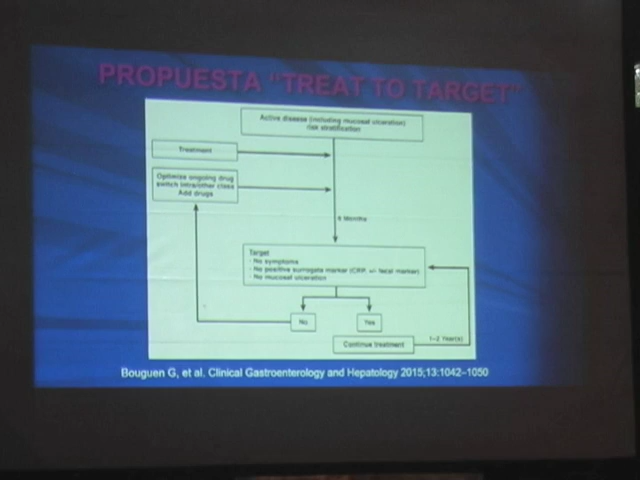 PROPUESTA "TREAT TO TARGET"
Active disease (including mucosal ulceration)
risk stratification
Treatment
Optimize ongoing drug
switch intra/other class
Add drugs
6 Months
Target
- No symptoms
- No positive surrogate marker (CRP, +/- fecal marker)
- No mucosal ulceration
No
Yes
Continue treatment
1-2 Year(s)
Bouguen G, et al. Clinical Gastroenterology and Hepatology 2015;13:1042–1050